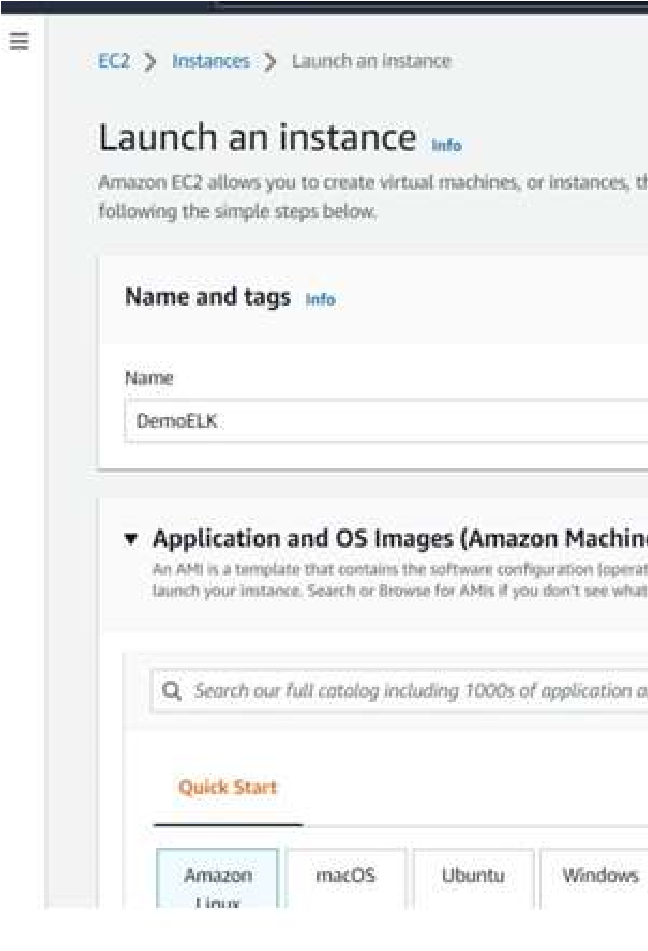 EC2 > Instances > Launch an instance
Launch an instance Info
Amazon EC2 allows you to create virtual machines, or instances, th
following the simple steps below.
Name and tags Info
Name
DemoELK
Application and OS Images (Amazon Machine
An AMI is a template that contains the software configuration (operat
launch your instance. Search or Browse for AMIs if you don't see what
Search our full catalog including 1000s of application a
Quick Start
Amazon Linux
macOS
Ubuntu
Windows